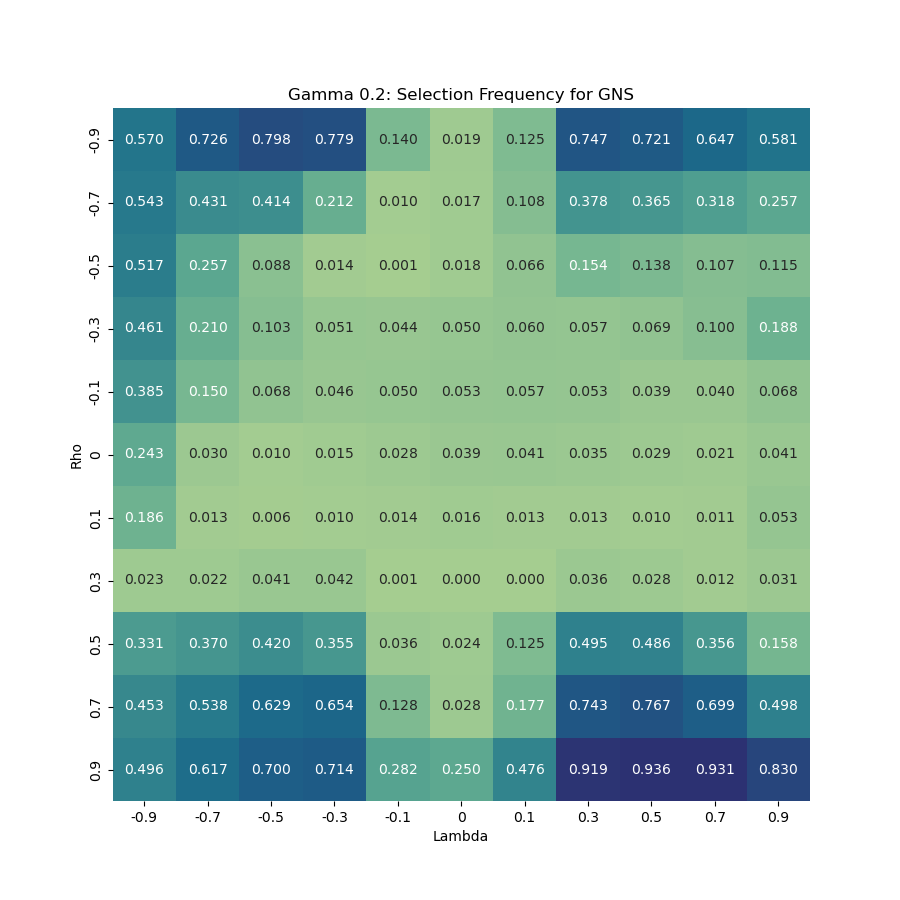 Gamma 0.2: Selection Frequency for GNS
-0.9 0.570 0.726 0.798 0.779 0.140 0.019 0.125 0.747 0.721 0.647 0.581
-0.7 0.543 0.431 0.414 0.212 0.010 0.017 0.108 0.378 0.365 0.318 0.257
-0.5 0.517 0.257 0.088 0.014 0.001 0.018 0.066 0.154 0.138 0.107 0.115
-0.3 0.461 0.210 0.103 0.051 0.044 0.050 0.060 0.057 0.069 0.100 0.188
-0.1 0.385 0.150 0.068 0.046 0.050 0.053 0.057 0.053 0.039 0.040 0.068
Rho
0 0.243 0.030 0.010 0.015 0.028 0.039 0.041 0.035 0.029 0.021 0.041
0.1 0.186 0.013 0.006 0.010 0.014 0.016 0.013 0.013 0.010 0.011 0.053
0.3 0.023 0.022 0.041 0.042 0.001 0.000 0.000 0.036 0.028 0.012 0.031
0.5 0.331 0.370 0.420 0.355 0.036 0.024 0.125 0.495 0.486 0.356 0.158
0.7 0.453 0.538 0.629 0.654 0.128 0.028 0.177 0.743 0.767 0.699 0.498
0.9 0.496 0.617 0.700 0.714 0.282 0.250 0.476 0.919 0.936 0.931 0.830
-0.9 -0.7 -0.5 -0.3 -0.1 0 0.1 0.3 0.5 0.7 0.9
Lambda